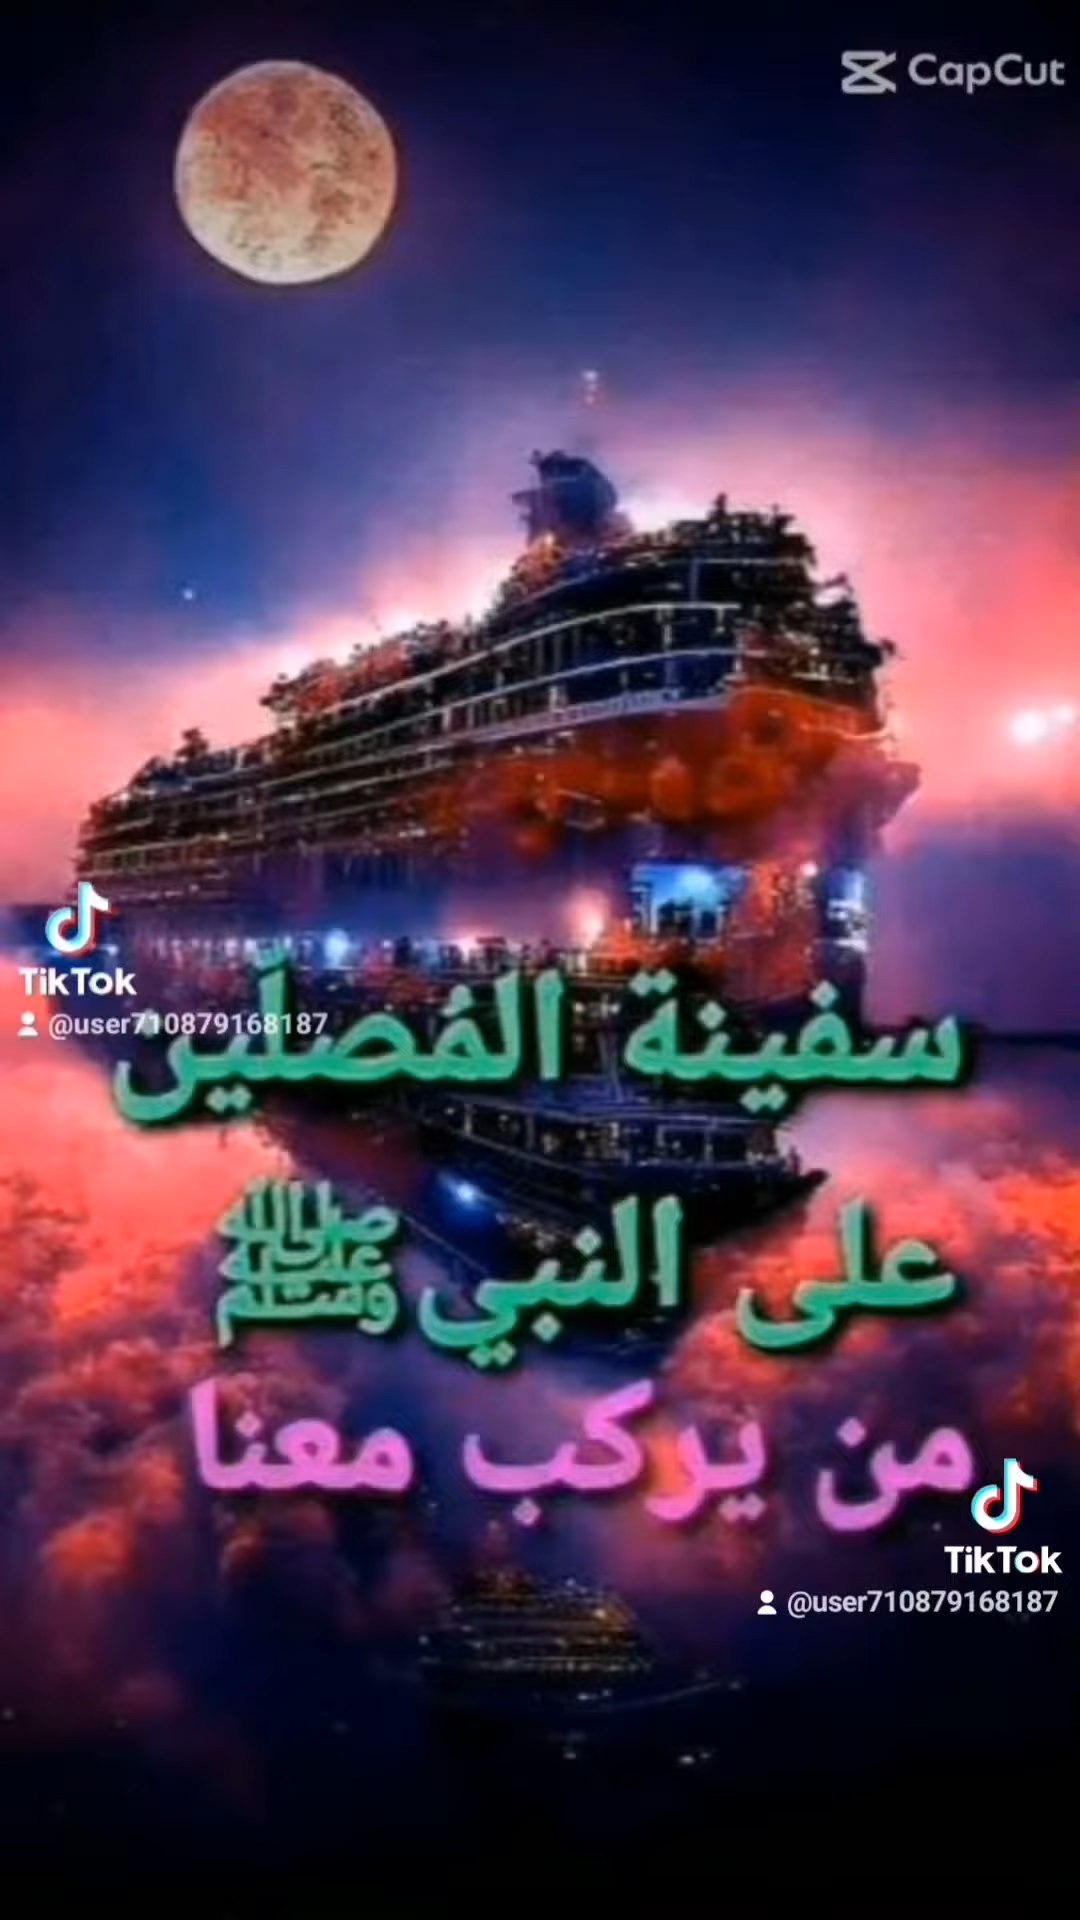 CapCut
TikTok
@user710879168187
سفينة المُصلّين
على النبي ﷺ
من يركب معنا
TikTok
@user710879168187